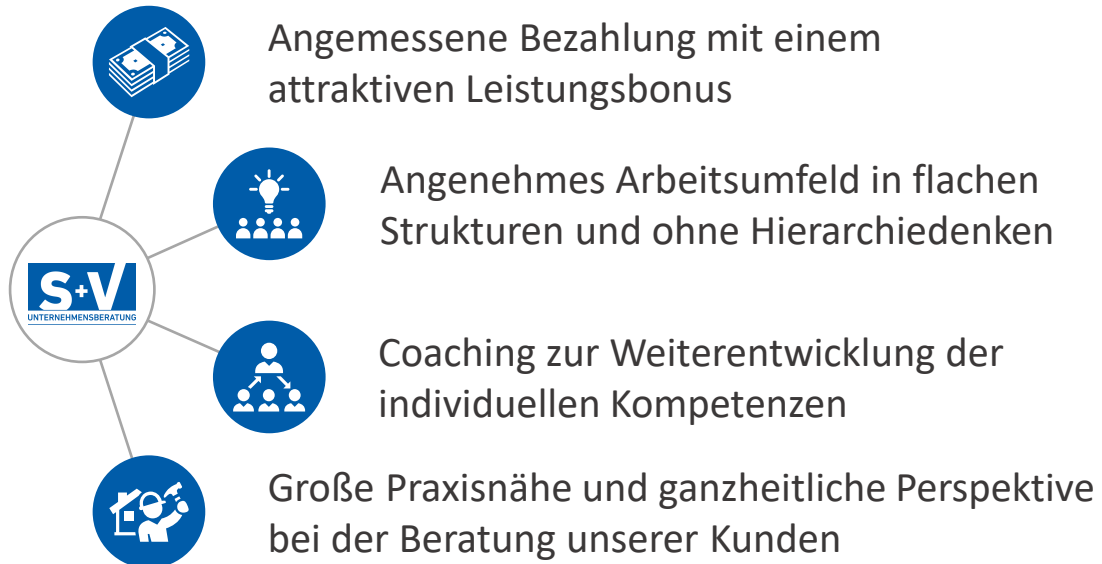 Angemessene Bezahlung mit einem
attraktiven Leistungsbonus
Angenehmes Arbeitsumfeld in flachen
Strukturen und ohne Hierarchiedenken
S+V
UNTERNEHMENSBERATUNG
Coaching zur Weiterentwicklung der
individuellen Kompetenzen
Große Praxisnähe und ganzheitliche Perspektive
bei der Beratung unserer Kunden